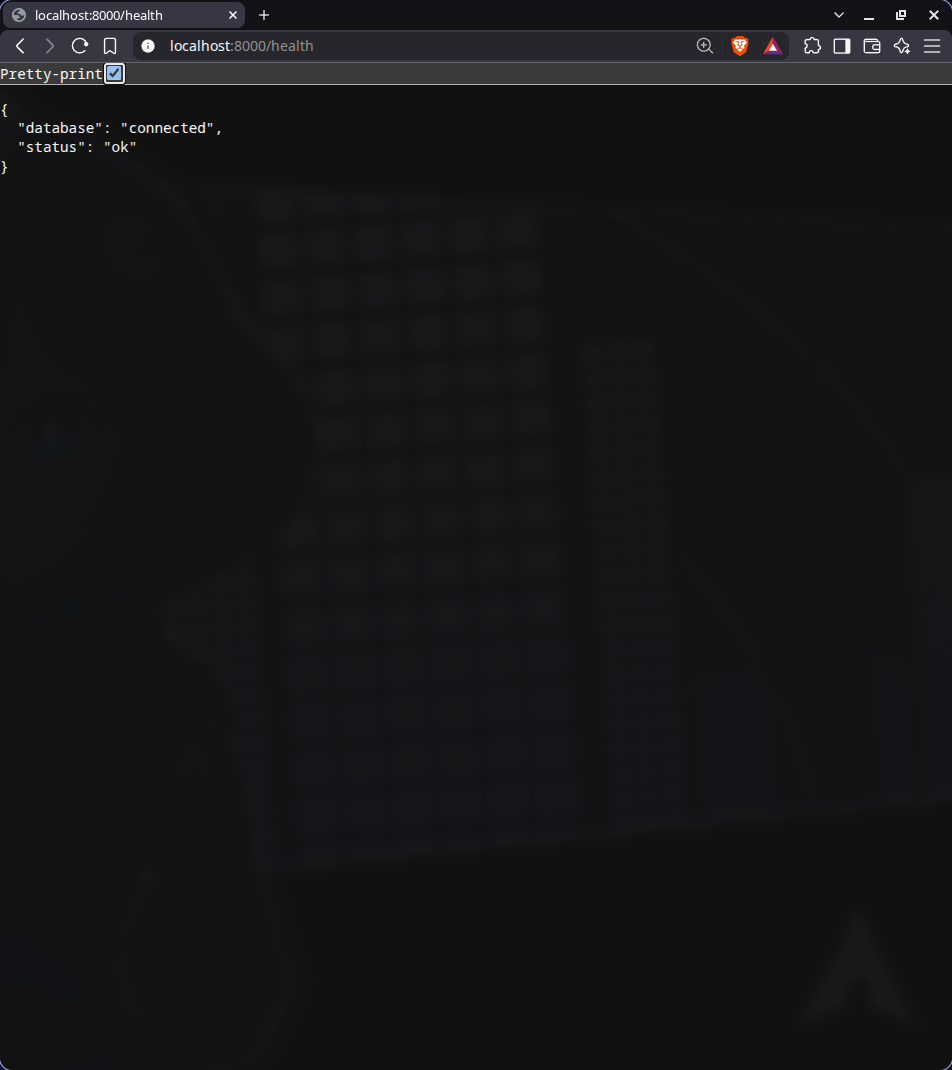 localhost:8000/health
localhost:8000/health
Pretty-print
{
  "database": "connected",
  "status": "ok"
}